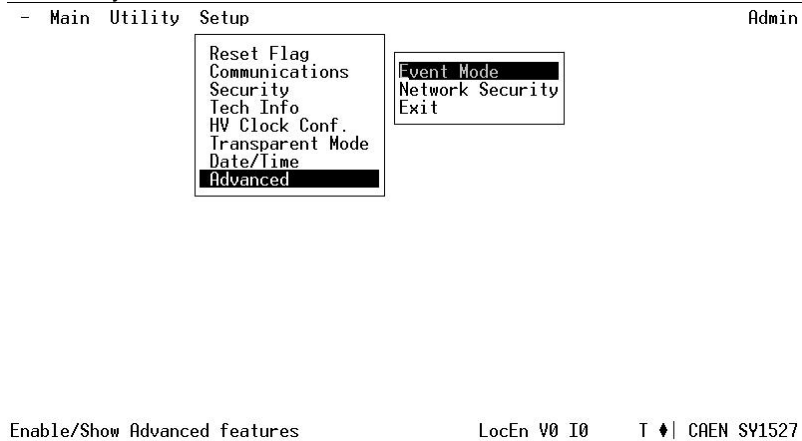 - Main Utility Setup Admin
Reset Flag
Communications
Security
Tech Info
HV Clock Conf.
Transparent Mode
Date/Time
Advanced
Event Mode
Network Security
Exit
Enable/Show Advanced features LocEn V0 I0 T ♦| CAEN SY1527